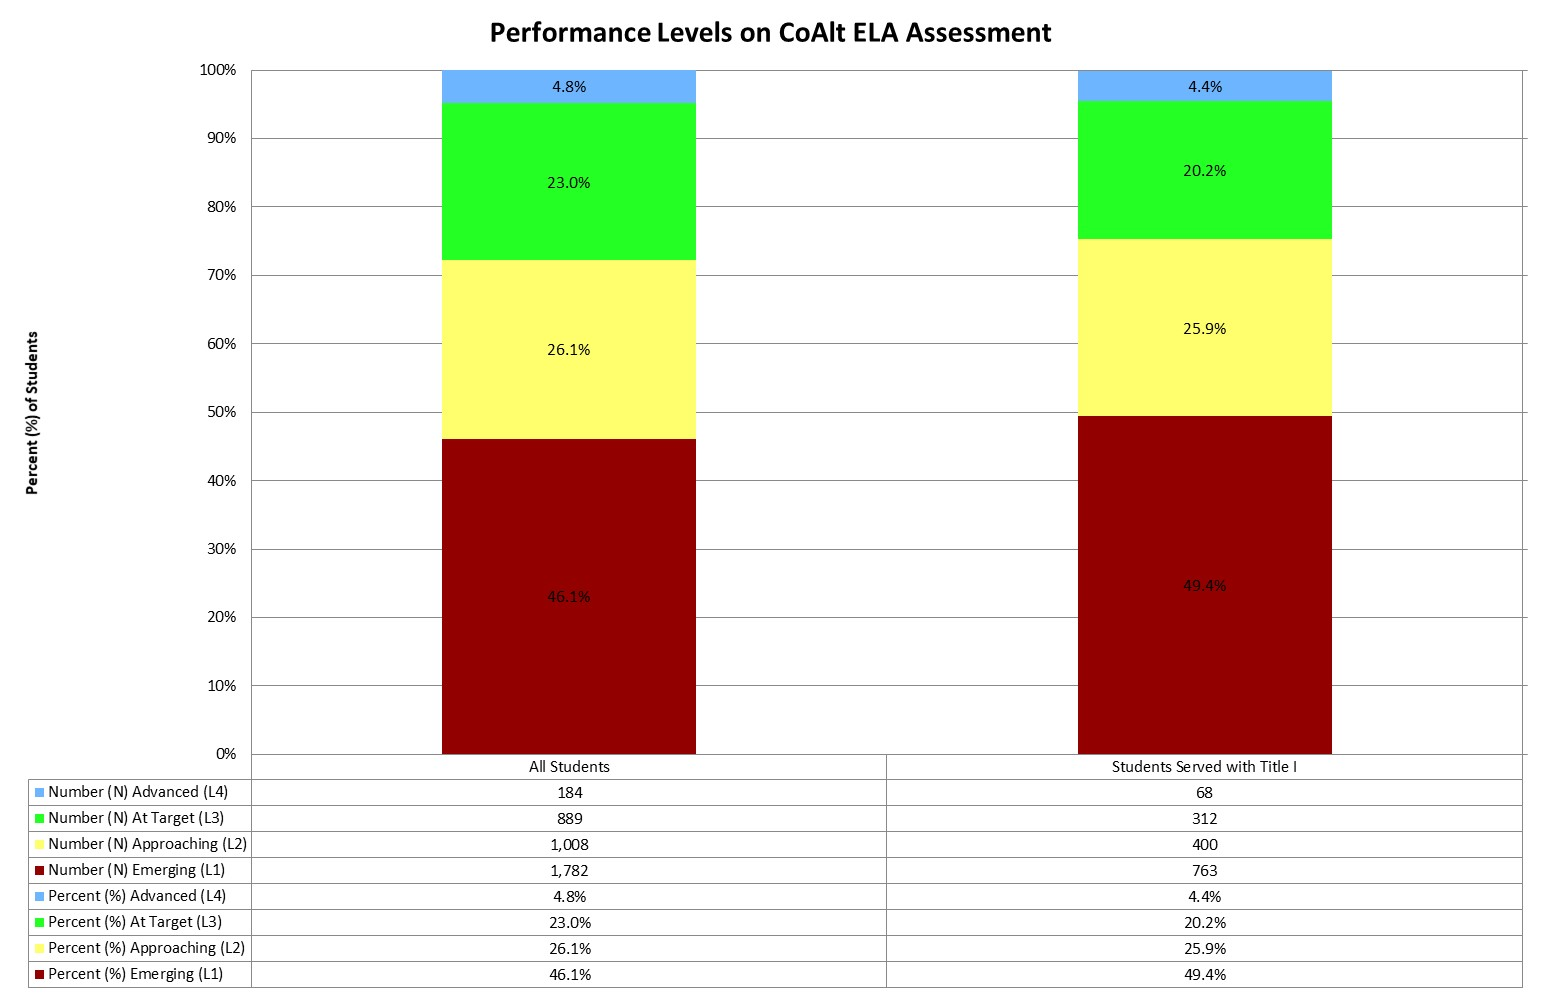 Performance Levels on CoAlt ELA Assessment
Percent (%) of Students
100%
90%
80%
70%
60%
50%
40%
30%
20%
10%
0%
4.8%
23.0%
26.1%
46.1%
4.4%
20.2%
25.9%
49.4%
All Students Students Served with Title I
Number (N) Advanced (L4) 184 68
Number (N) At Target (L3) 889 312
Number (N) Approaching (L2) 1,008 400
Number (N) Emerging (L1) 1,782 763
Percent (%) Advanced (L4) 4.8% 4.4%
Percent (%) At Target (L3) 23.0% 20.2%
Percent (%) Approaching (L2) 26.1% 25.9%
Percent (%) Emerging (L1) 46.1% 49.4%